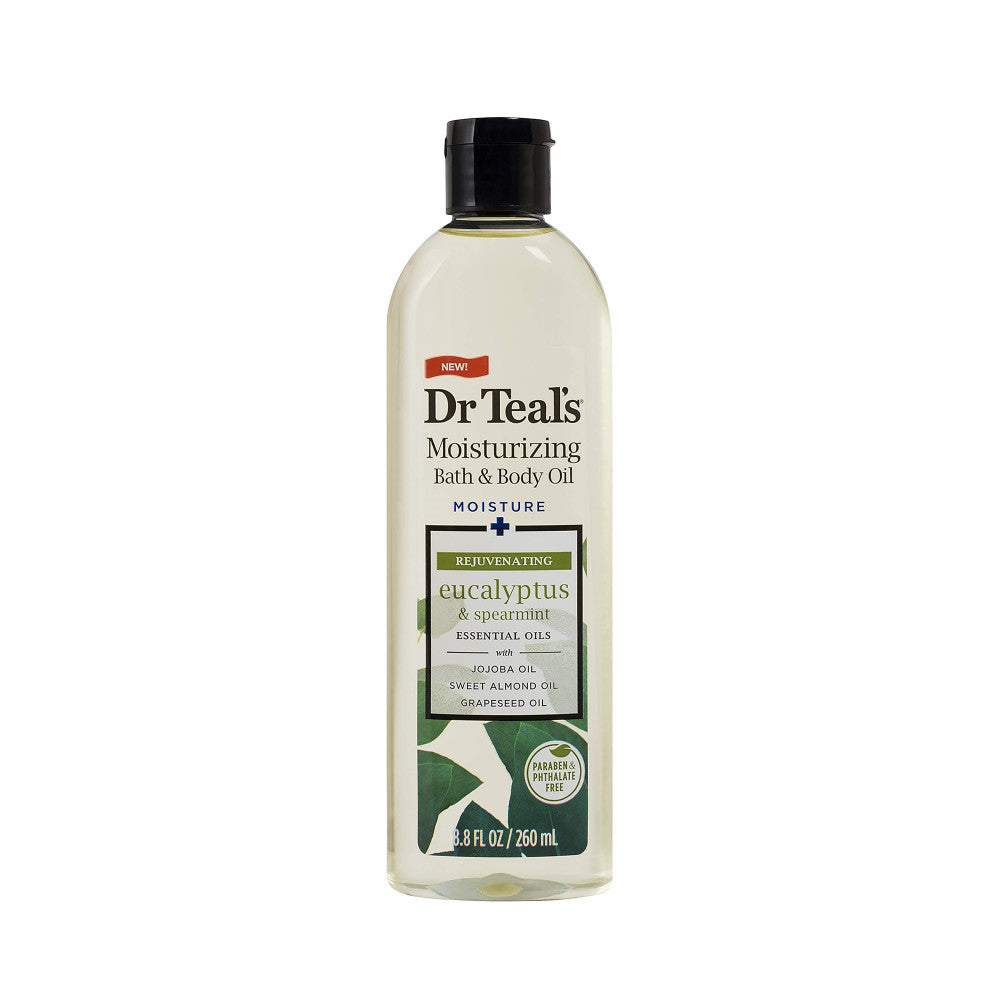 NEW!
Dr Teal's®
Moisturizing
Bath & Body Oil
MOISTURE
REJUVENATING
eucalyptus
& spearmint
ESSENTIAL OILS
with
JOJOBA OIL
SWEET ALMOND OIL
GRAPESEED OIL
PARABEN &
PHTHALATE
FREE
8.8 FL OZ / 260 mL